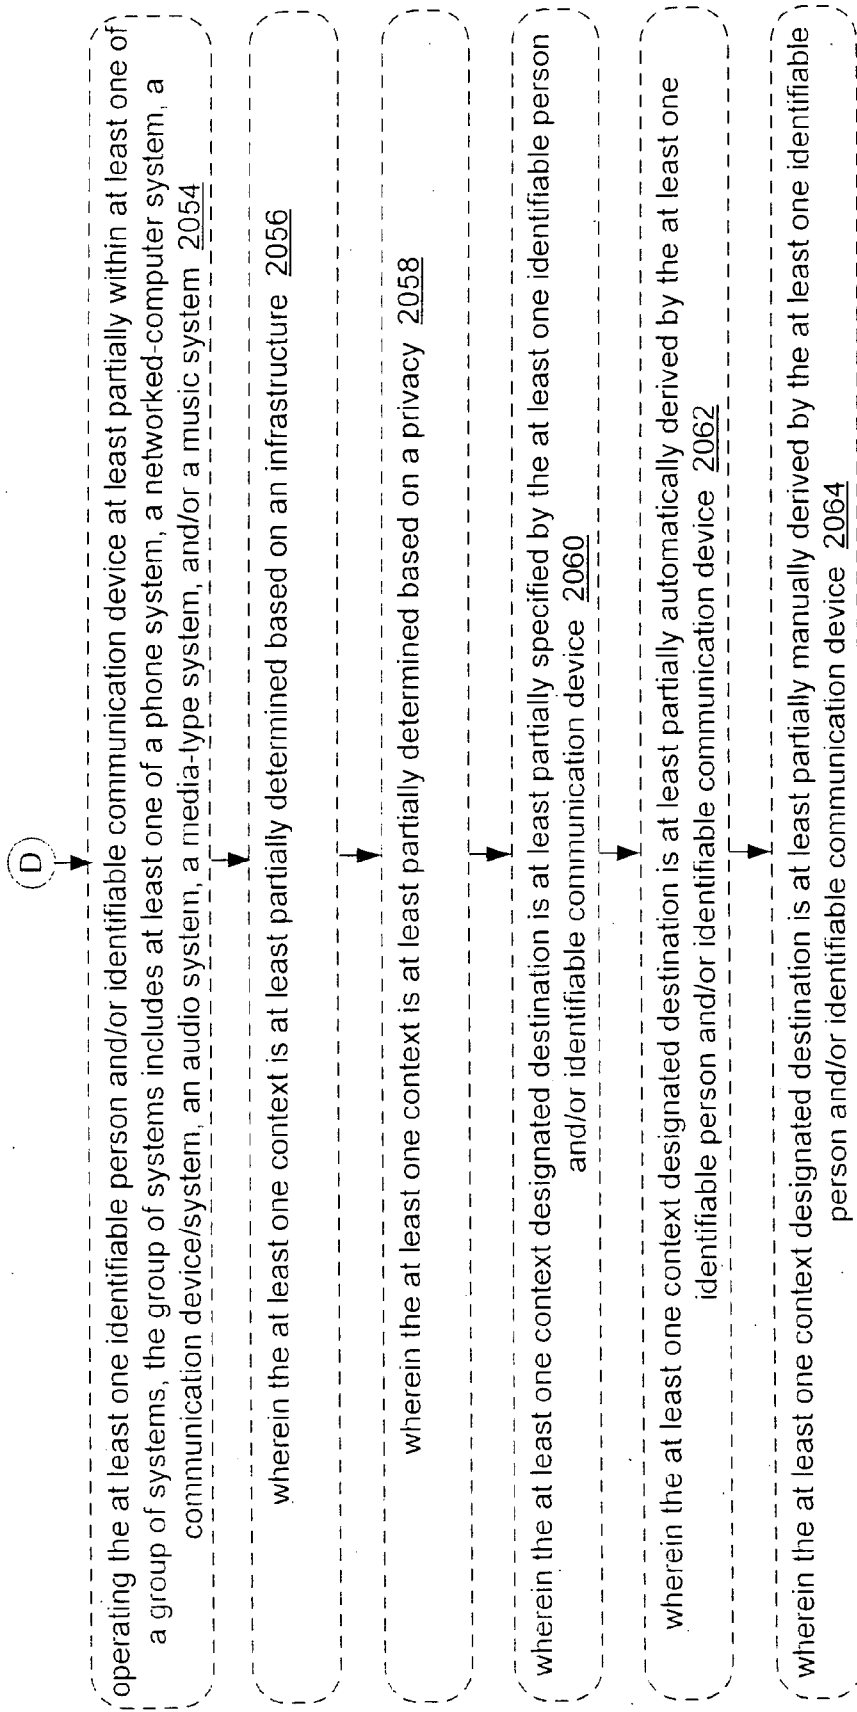 D
operating the at least one identifiable person and/or identifiable communication device at least partially within at least one of
a group of systems, the group of systems includes at least one of a phone system, a networked-computer system, a
communication device/system, an audio system, a media-type system, and/or a music system 2054
wherein the at least one context is at least partially determined based on an infrastructure 2056
wherein the at least one context is at least partially determined based on a privacy 2058
wherein the at least one context designated destination is at least partially specified by the at least one identifiable person
and/or identifiable communication device 2060
wherein the at least one context designated destination is at least partially automatically derived by the at least one
identifiable person and/or identifiable communication device 2062
wherein the at least one context designated destination is at least partially manually derived by the at least one identifiable
person and/or identifiable communication device 2064